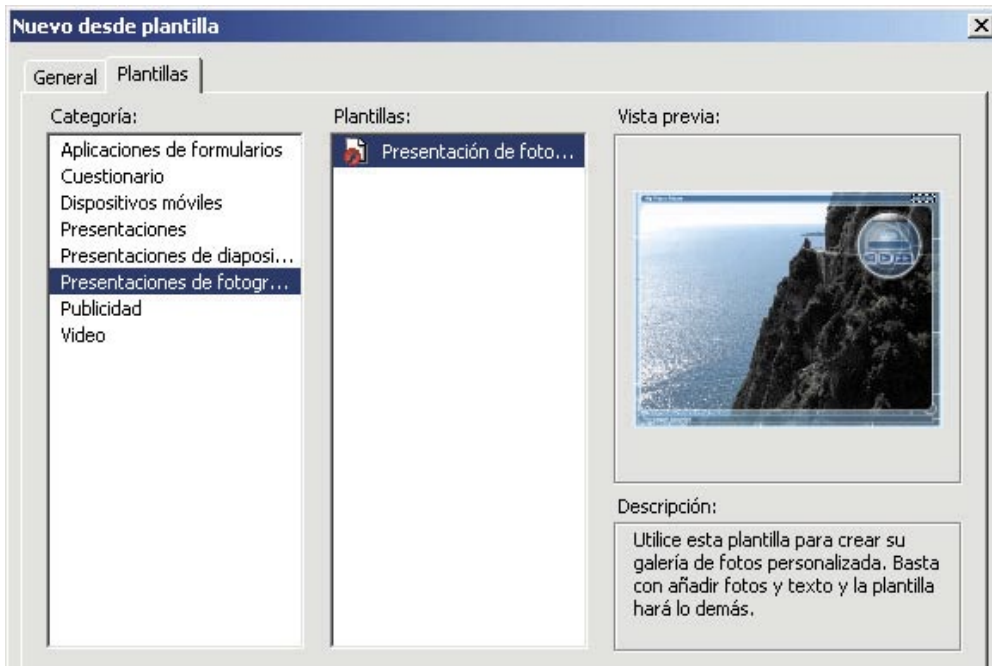 Nuevo desde plantilla
General
Plantillas
Categoría:
Aplicaciones de formularios
Cuestionario
Dispositivos móviles
Presentaciones
Presentaciones de diaposi...
Presentaciones de fotogr...
Publicidad
Video
Plantillas:
Presentación de foto...
Vista previa:
Descripción:
Utilice esta plantilla para crear su
galería de fotos personalizada. Basta
con añadir fotos y texto y la plantilla
hará lo demás.